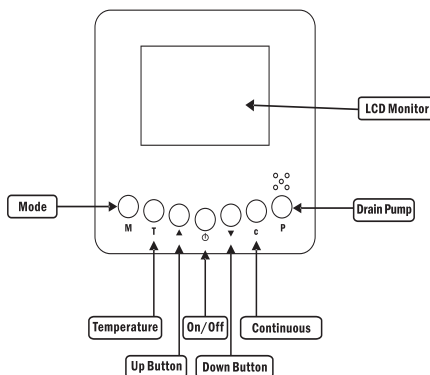 LCD Monitor
Mode
Drain Pump
M
T
▲
▼
c
P
Temperature
On/Off
Continuous
Up Button
Down Button